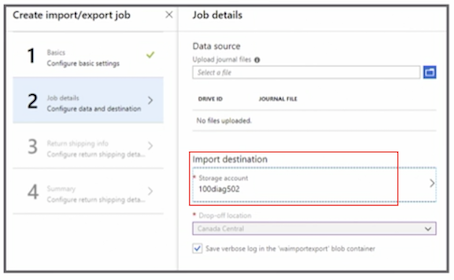 Create import/export job
Job details
1
Basics
Configure basic settings
2
Job details
Configure data and destination
3
Return shipping info
Configure return shipping deta...
4
Summary
Configure return shipping deta...
Data source
Upload journal files
Select a file
DRIVE ID JOURNAL FILE
No files uploaded.
Import destination
* Storage account
100diag502
* Drop-off location
Canada Central
Save verbose log in the 'waimportexport' blob container